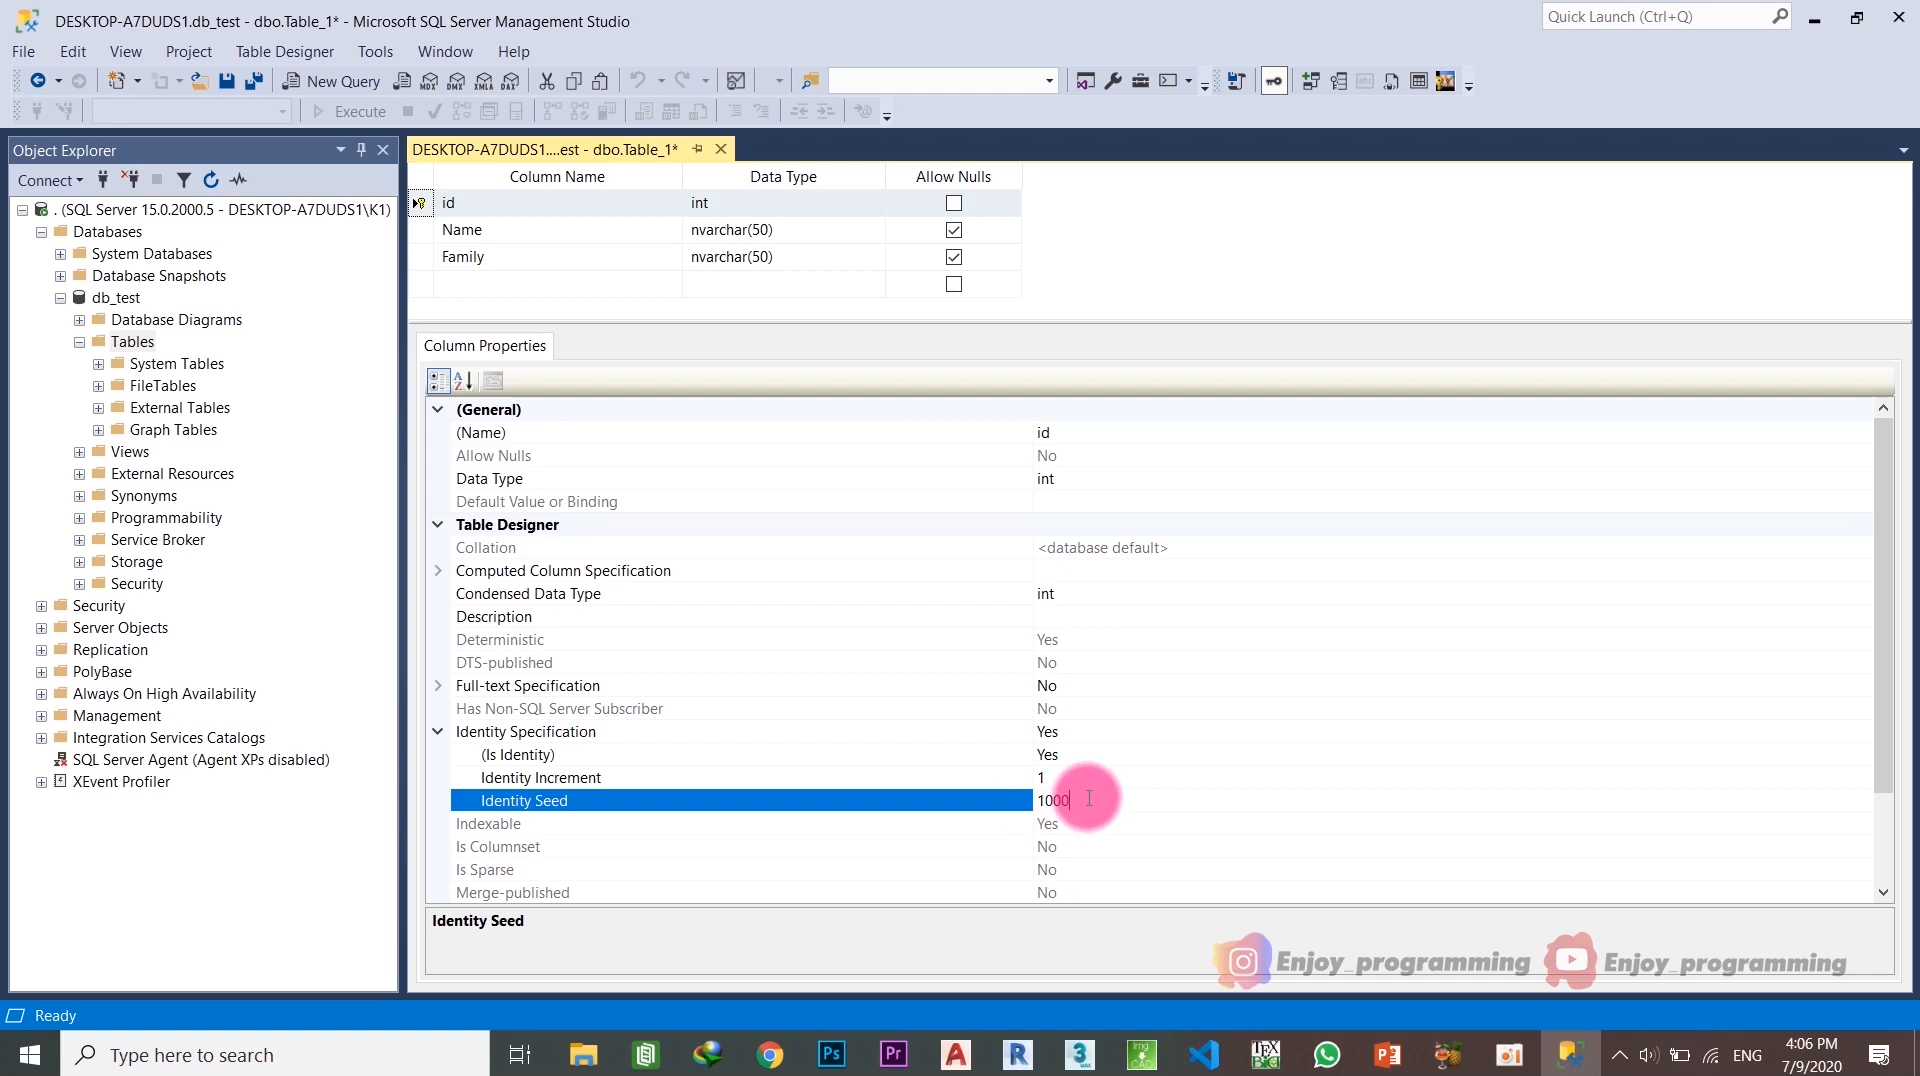 DESKTOP-A7DUDS1.db_test - dbo.Table_1* - Microsoft SQL Server Management Studio
Quick Launch (Ctrl+Q)
File Edit View Project Table Designer Tools Window Help
New Query
MDX DMX XMLA DAX
Execute
Object Explorer
DESKTOP-A7DUDS1....est - dbo.Table_1*
Connect
. (SQL Server 15.0.2000.5 - DESKTOP-A7DUDS1\K1)
Databases
System Databases
Database Snapshots
db_test
Database Diagrams
Tables
System Tables
FileTables
External Tables
Graph Tables
Views
External Resources
Synonyms
Programmability
Service Broker
Storage
Security
Security
Server Objects
Replication
PolyBase
Always On High Availability
Management
Integration Services Catalogs
SQL Server Agent (Agent XPs disabled)
XEvent Profiler
Column Name Data Type Allow Nulls
id int
Name nvarchar(50)
Family nvarchar(50)
Column Properties
(General)
(Name) id
Allow Nulls No
Data Type int
Default Value or Binding
Table Designer
Collation <database default>
Computed Column Specification
Condensed Data Type int
Description
Deterministic Yes
DTS-published No
Full-text Specification No
Has Non-SQL Server Subscriber No
Identity Specification Yes
(Is Identity) Yes
Identity Increment 1
Identity Seed 1000
Indexable Yes
Is Columnset No
Is Sparse No
Merge-published No
Identity Seed
Enjoy_programming Enjoy_programming
Ready
Type here to search
Ps Pr A R 3
ENG
4:06 PM
7/9/2020